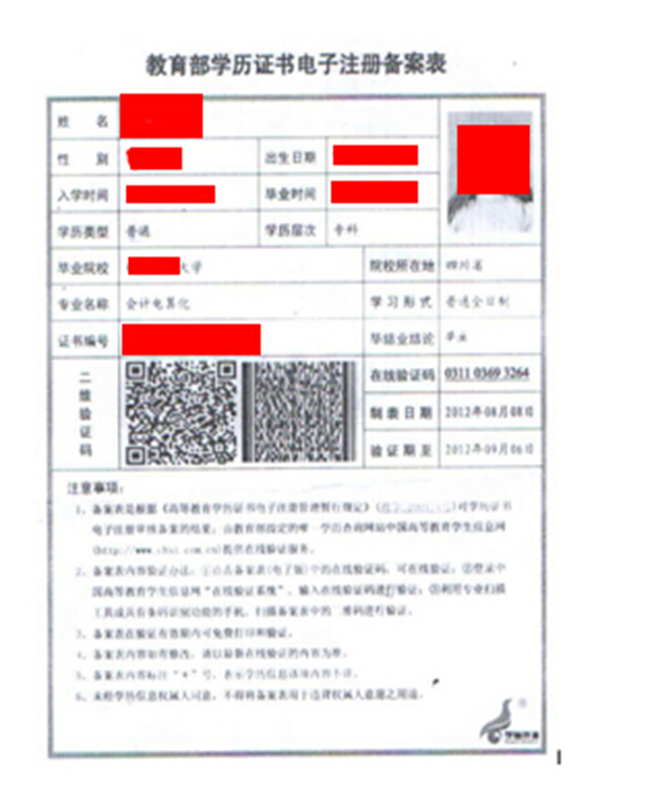 教育部学历证书电子注册备案表
姓 名
性 别 出生日期
入学时间 毕业时间
学历类型 普通 学历层次 专科
毕业院校 大学 院校所在地 四川省
专业名称 会计电算化 学习形式 普通全日制
证书编号 毕结业结论 毕业
二维验证码
在线验证码 0311 0369 3264
制表日期 2012年08月08日
验证期至 2012年09月06日
注意事项:
1、备案表是根据《高等教育学历证书电子注册管理暂行规定》( )对学历证书
电子注册审核备案的结果,由教育部指定的唯一学历查询网站中国高等教育学生信息网
(http://www.chsi.com.cn)提供在线验证服务。
2、备案表内容验证办法:①点击备案表(电子版)中的在线验证码,可在线验证;②登录中
国高等教育学生信息网“在线验证系统”,输入在线验证码进行验证;③利用专业扫描
工具或具有条码识别功能的手机,扫描备案表中的二维码进行验证。
3、备案表在验证有效期内可免费打印和验证。
4、备案表内容如有修改,请以最新在线验证的内容为准。
5、备案表内容标注“*”号,表示学历信息该项内容不详。
6、未经学历信息权属人同意,不得将备案表用于违背权属人意愿之用途。